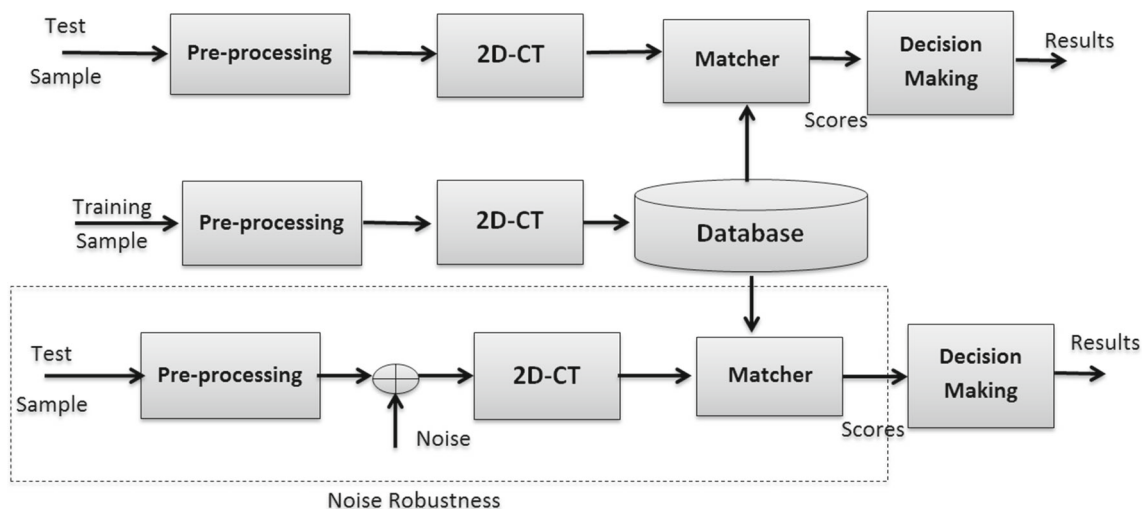 Test
Sample
Pre-processing
2D-CT
Matcher
Scores
Decision
Making
Results
Training
Sample
Pre-processing
2D-CT
Database
Test
Sample
Pre-processing
Noise
2D-CT
Matcher
Scores
Decision
Making
Results
Noise Robustness